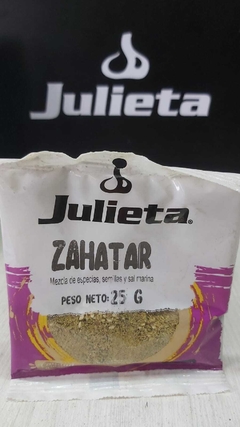 Julieta
Julieta®
ZAHATAR
Mezcla de especias, semillas y sal marina
PESO NETO: 25 G